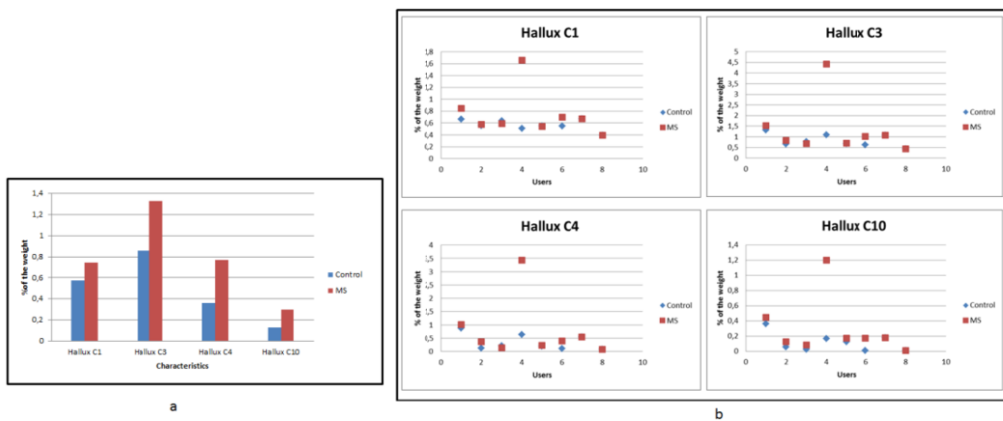 1,4
1,2
1
0,8
0,6
0,4
0,2
0
%of the weight
Hallux C1 Hallux C3 Hallux C4 Hallux C10
Characteristics
Control
MS
a
Hallux C1
1,8
1,6
1,4
1,2
1
0,8
0,6
0,4
0,2
0
% of the weight
0 2 4 6 8 10
Users
Control
MS
Hallux C3
5
4,5
4
3,5
3
2,5
2
1,5
1
0,5
0
% of the weight
0 2 4 6 8 10
Users
Control
MS
Hallux C4
4
3,5
3
2,5
2
1,5
1
0,5
0
% of the weight
0 2 4 6 8 10
Users
Control
MS
Hallux C10
1,4
1,2
1
0,8
0,6
0,4
0,2
0
% of the weight
0 2 4 6 8 10
Users
Control
MS
b